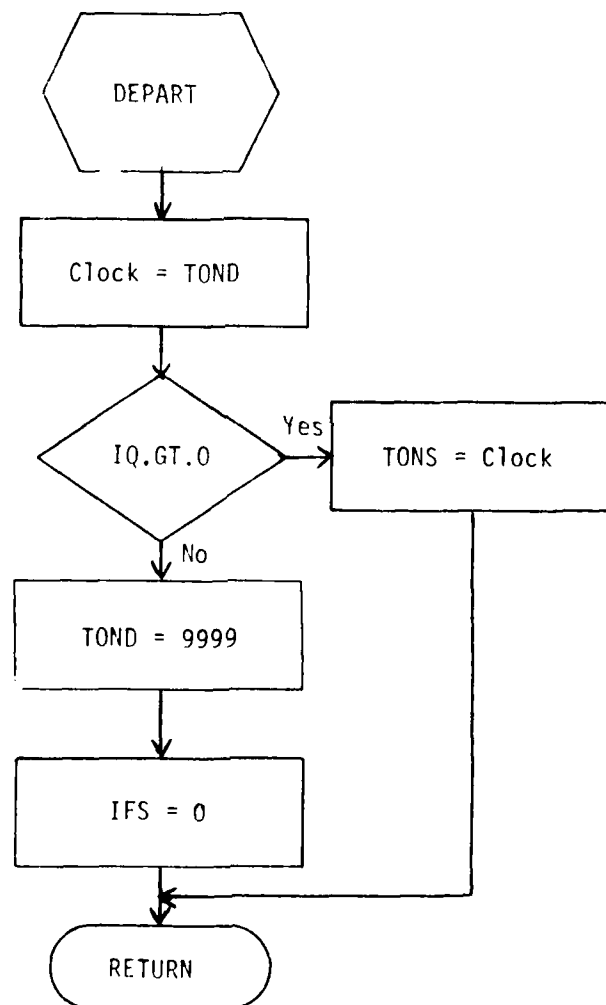 DEPART
Clock = TOND
IQ.GT.0
Yes
TONS = Clock
No
TOND = 9999
IFS = 0
RETURN